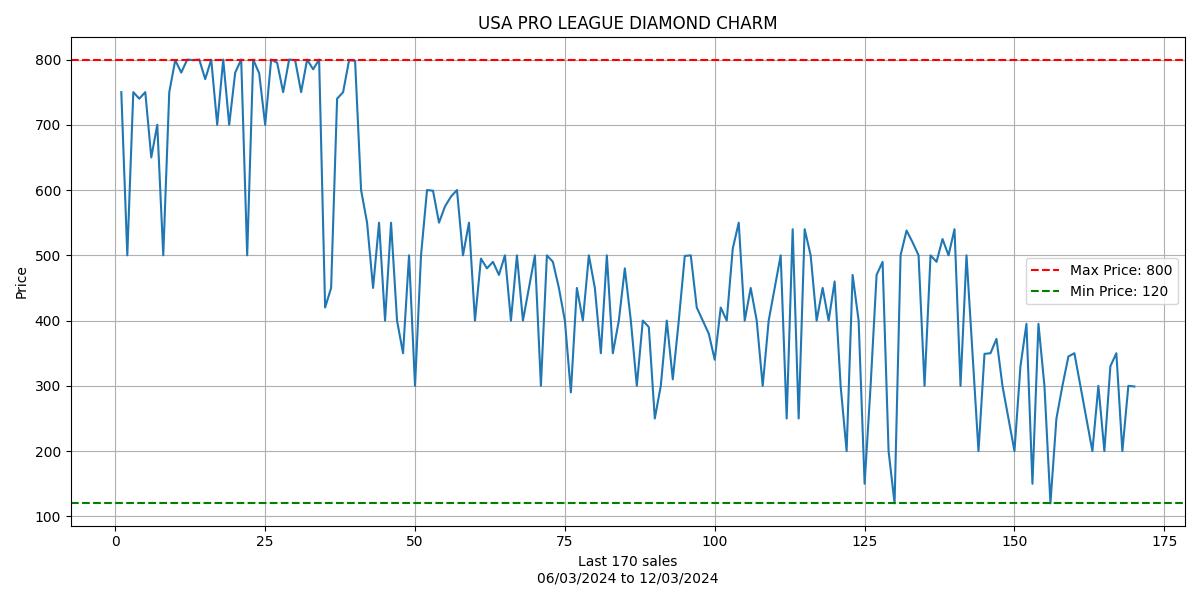 USA PRO LEAGUE DIAMOND CHARM
800
700
600
500
400
300
200
100
Price
Max Price: 800
Min Price: 120
0 25 50 75 100 125 150 175
Last 170 sales
06/03/2024 to 12/03/2024